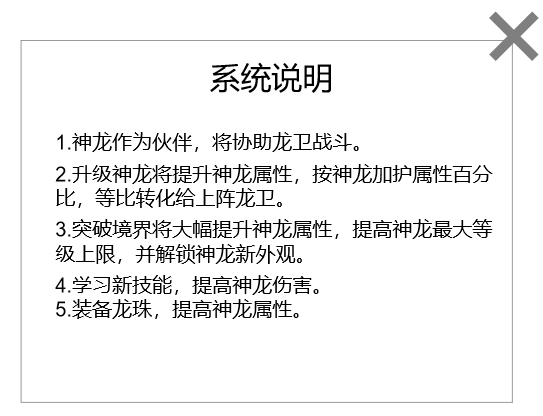 系统说明
1.神龙作为伙伴，将协助龙卫战斗。
2.升级神龙将提升神龙属性，按神龙加护属性百分
比，等比转化给上阵龙卫。
3.突破境界将大幅提升神龙属性，提高神龙最大等
级上限，并解锁神龙新外观。
4.学习新技能，提高神龙伤害。
5.装备龙珠，提高神龙属性。